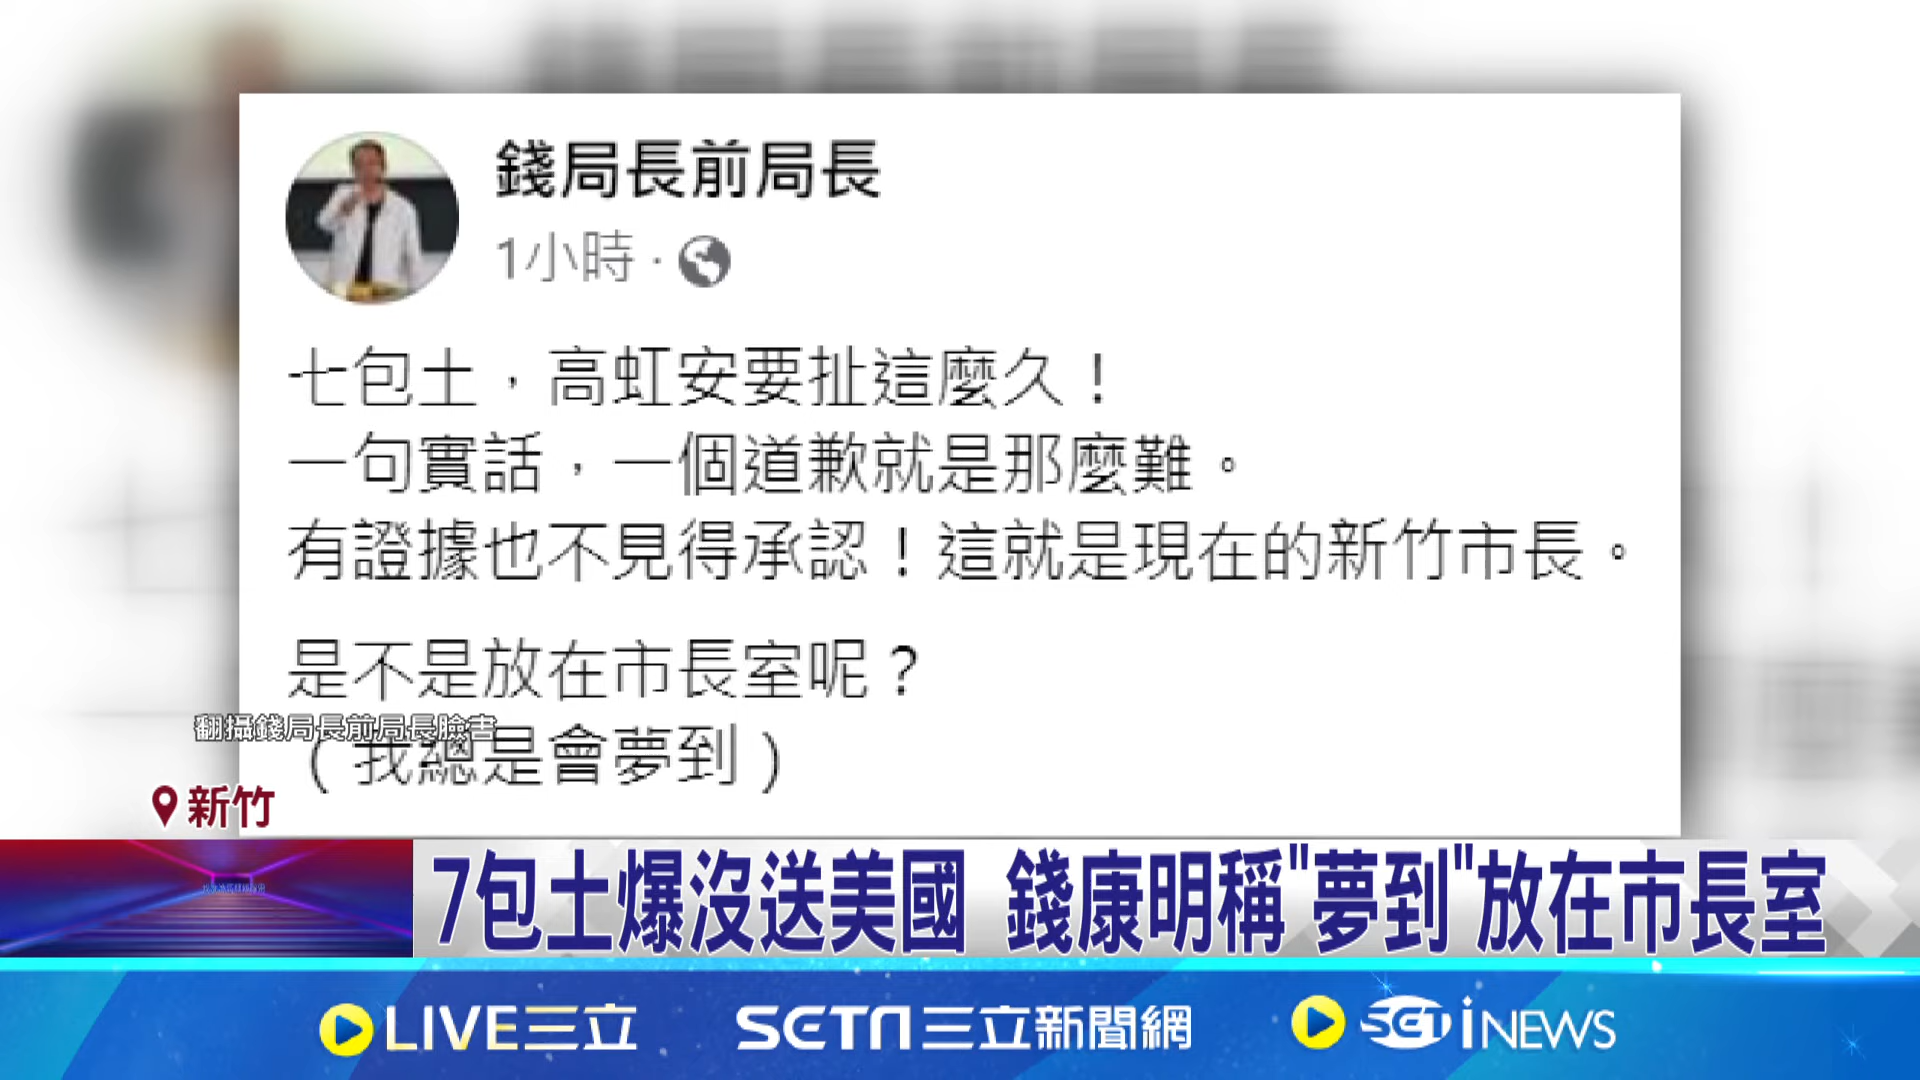 錢局長前局長
1小時·
七包土，高虹安要扯這麼久！
一句實話，一個道歉就是那麼難。
有證據也不見得承認！這就是現在的新竹市長。
是不是放在市長室呢？
翻攝錢局長前局長臉書
（我總是會夢到）
新竹
7包土爆沒送美國 錢康明稱"夢到"放在市長室
LIVE三立
SETN三立新聞網
SET iNEWS